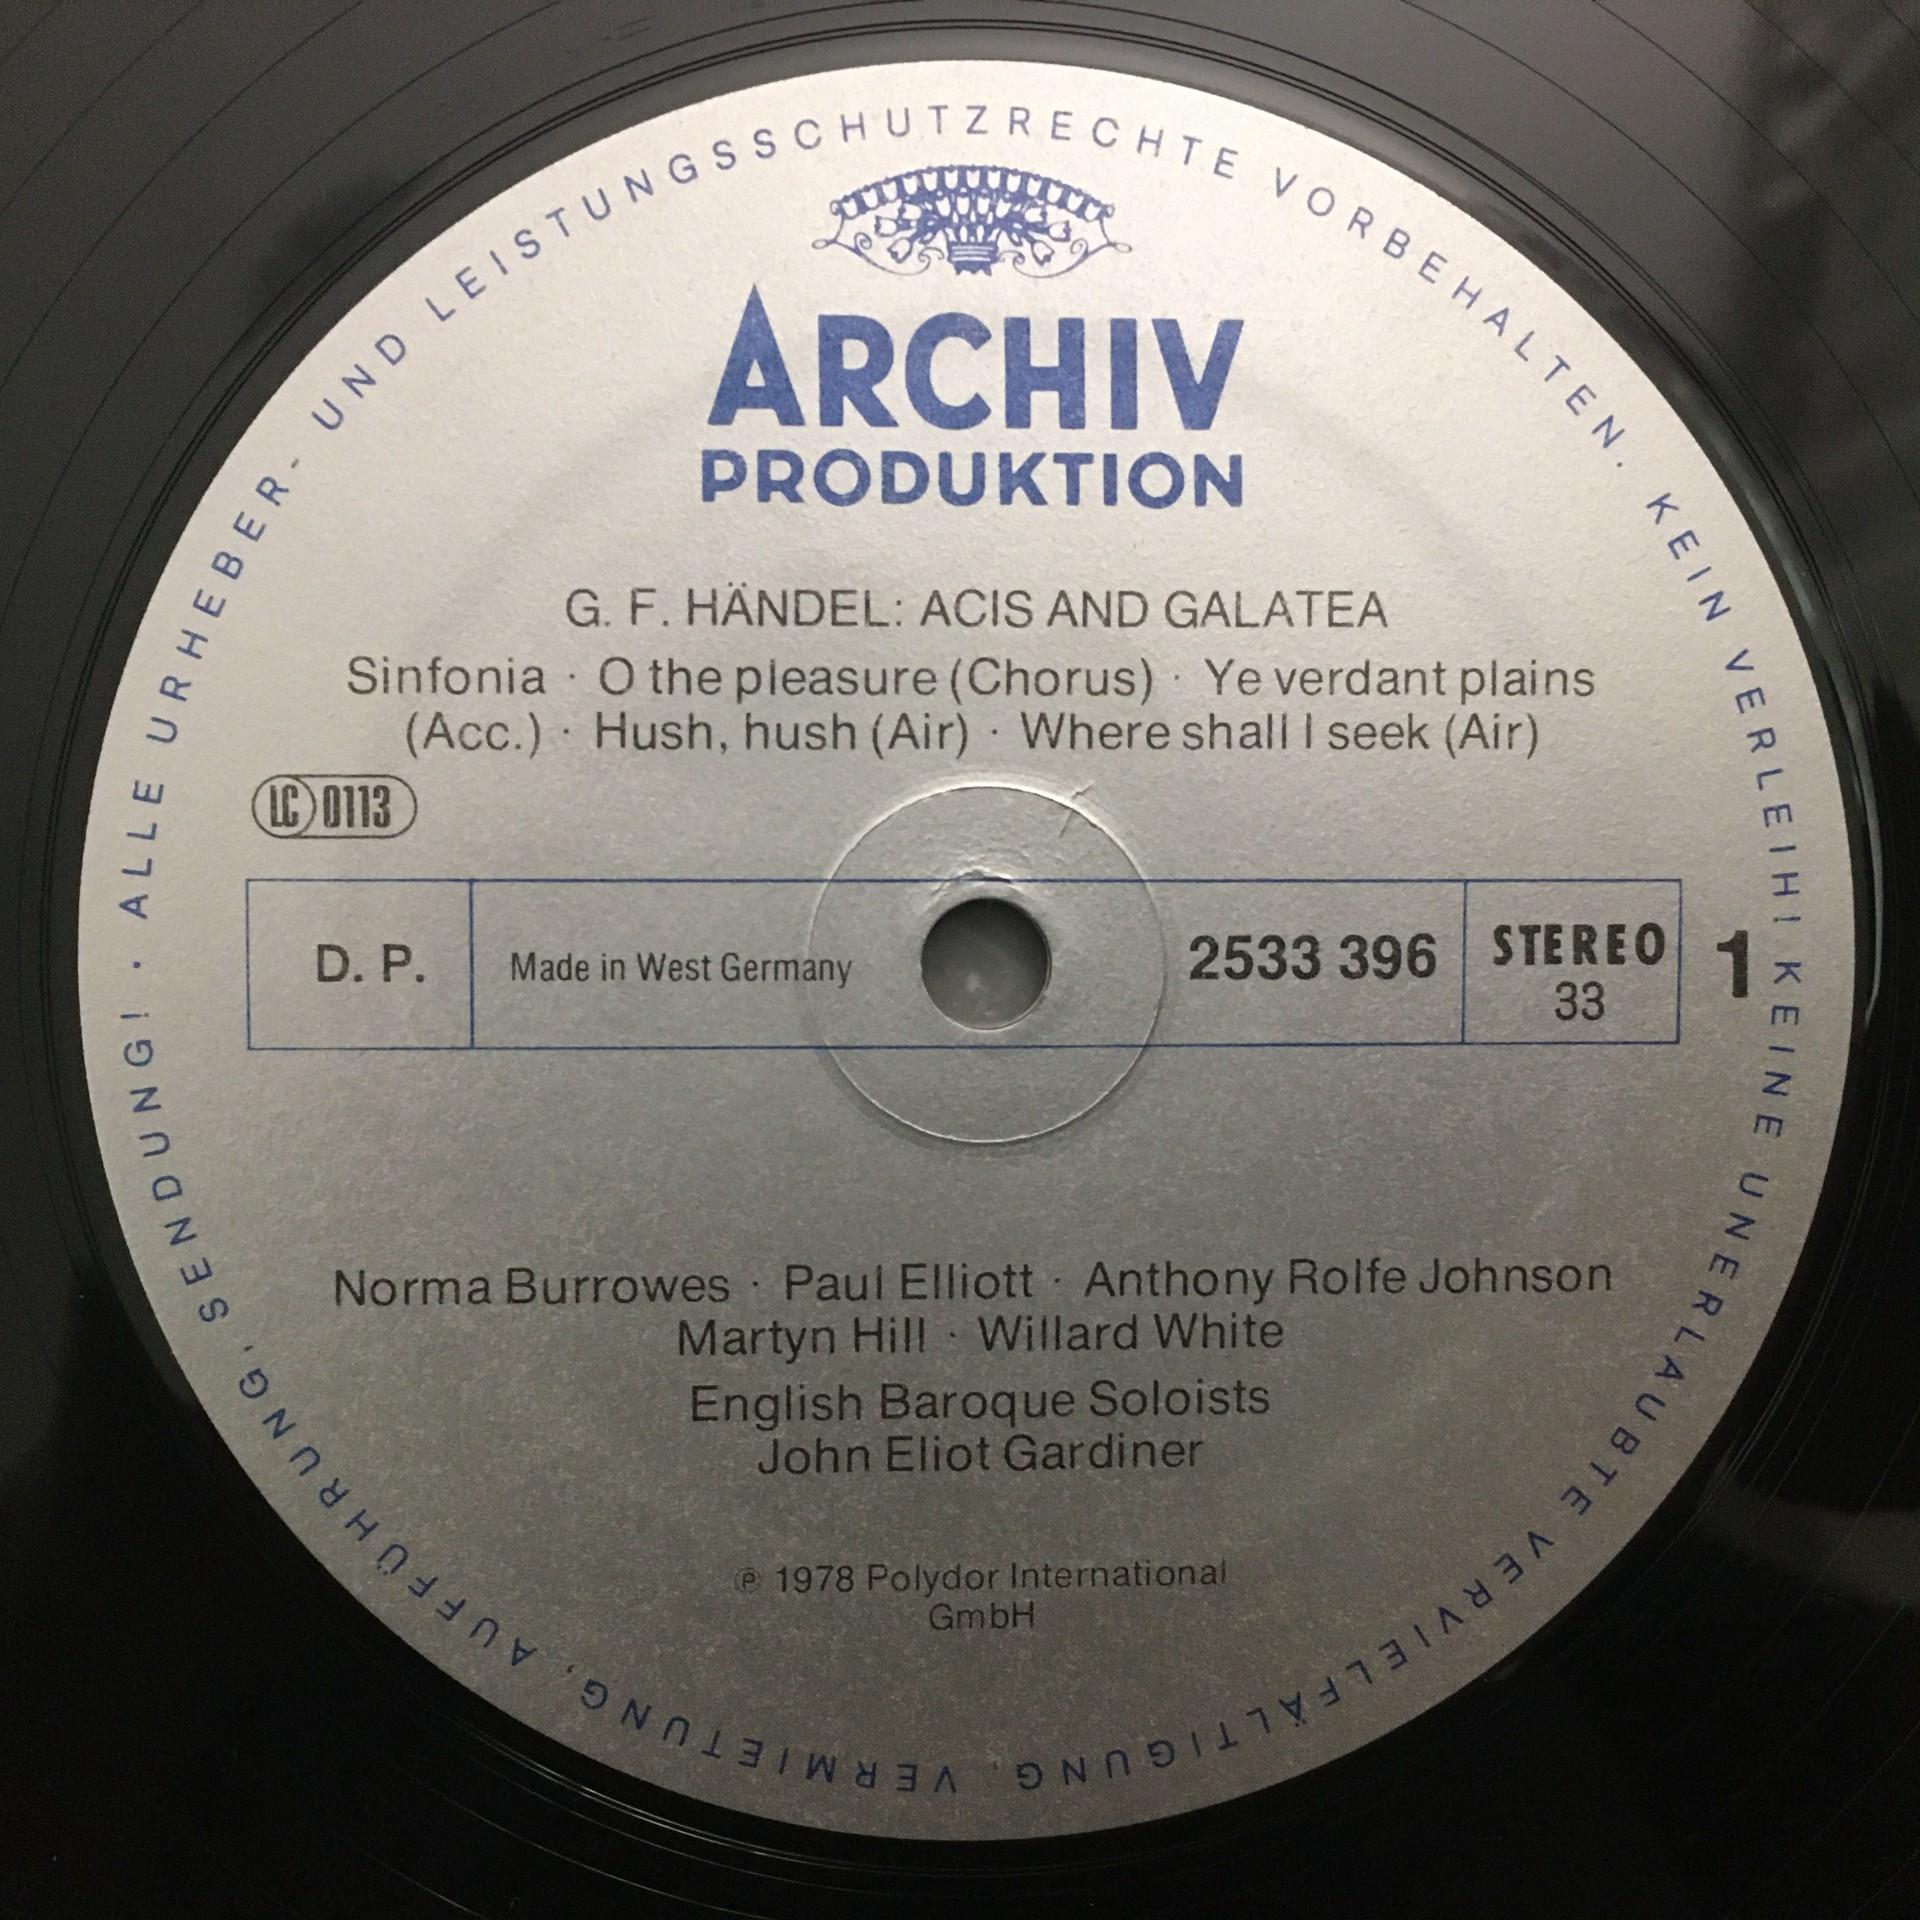 ALLE URHEBER- UND LEISTUNGSSCHUTZRECHTE VORBEHALTEN. KEIN VERLEIH! KEINE UNERLAUBTE VERVIELFÄLTIGUNG, VERMIETUNG, AUFFÜHRUNG, SENDUNG! ·
ARCHIV
PRODUKTION
G. F. HÄNDEL: ACIS AND GALATEA
Sinfonia · O the pleasure (Chorus) · Ye verdant plains
(Acc.) · Hush, hush (Air) · Where shall I seek (Air)
LC 0113
D. P. Made in West Germany 2533 396 STEREO 1
33
Norma Burrowes · Paul Elliott · Anthony Rolfe Johnson
Martyn Hill · Willard White
English Baroque Soloists
John Eliot Gardiner
℗ 1978 Polydor International
GmbH